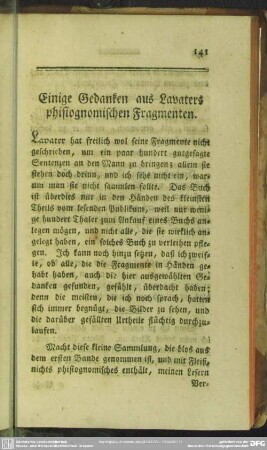 141
Einige Gedanken aus Lavaters
phisiognomischen Fragmenten.
Lavater hat freilich wol seine Fragmente nicht
geschrieben, um ein paar hundert gutgesagte
Sentenzen an den Mann zu bringen; allein sie
stehen doch drinn, und ich sehe nicht ein, war-
um man sie nicht sammlen sollte. Das Buch
ist überdies nur in den Händen des kleinsten
Theils vom lesenden Publikum, weil nur weni-
ge hundert Thaler zum Ankauf eines Buchs an-
legen mögen, und nicht alle, die sie wirklich an-
gelegt haben, ein solches Buch zu verleihen pfle-
gen. Ich kann noch hinzu sezen, daß ich zweif-
le, ob alle, die die Fragmente in Händen ge-
habt haben, auch die hier ausgewählten Ge-
danken gefunden, gefühlt, überdacht haben;
denn die meisten, die ich noch sprach, hatten
sich immer begnügt, die Bilder zu sehen, und
die darüber gefällten Urtheile flüchtig durchzu-
laufen.
Macht diese kleine Sammlung, die blos aus
dem ersten Bande genommen ist, und mit Fleiß,
nichts phisiognomisches enthält, meinen Lesern
Ver-